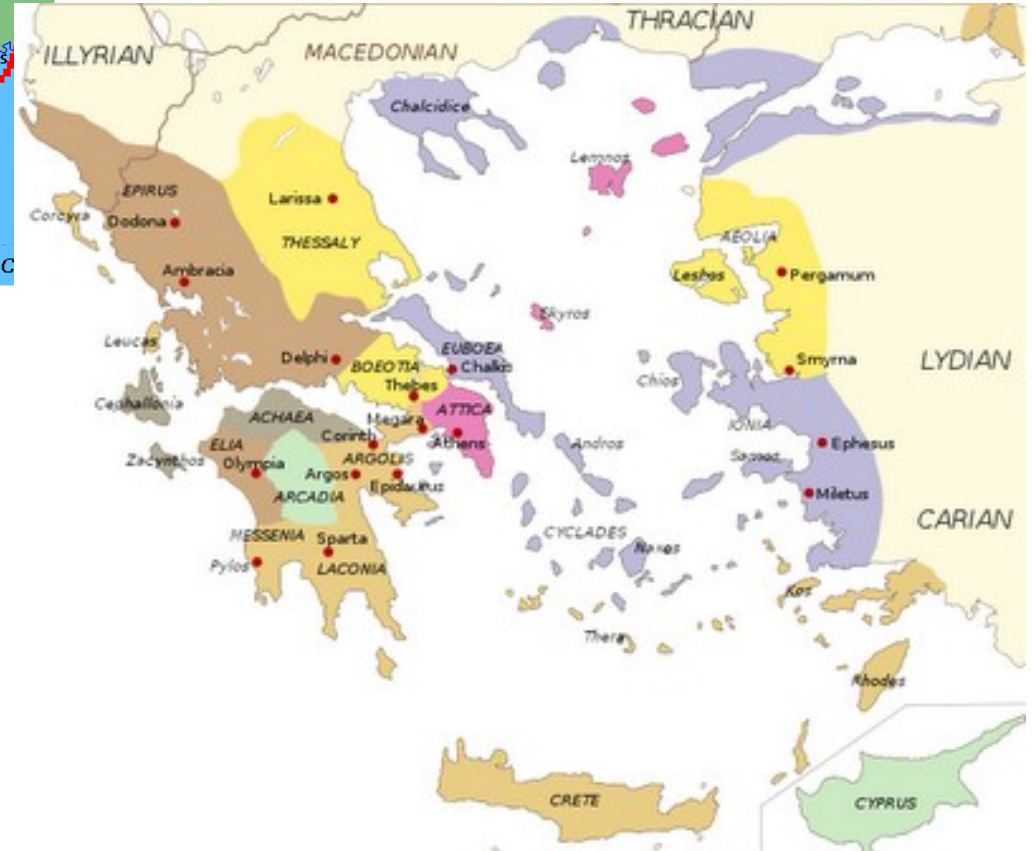 THRACIAN
ILLYRIAN
MACEDONIAN
Chalcidice
Lemnos
EPIRUS
Larissa
Corcyra
Dodona
THESSALY
AEOLIA
Ambracia
Lesbos
Pergamum
Skyros
Leucas
EUBOEA
Delphi
BOEOTIA
Chalkis
Smyrna
LYDIAN
Chios
Thebes
Cephallonia
ATTICA
ACHAEA
Megara
IONIA
Corinth
Athens
Andros
Ephesus
ELIA
Zacynthos
Olympia
ARGOLIS
Samos
Argos
Epidaurus
ARCADIA
Miletus
CARIAN
MESSENIA
Sparta
CYCLADES
Naxos
Pylos
LACONIA
Kos
Thera
Rhodes
CRETE
CYPRUS